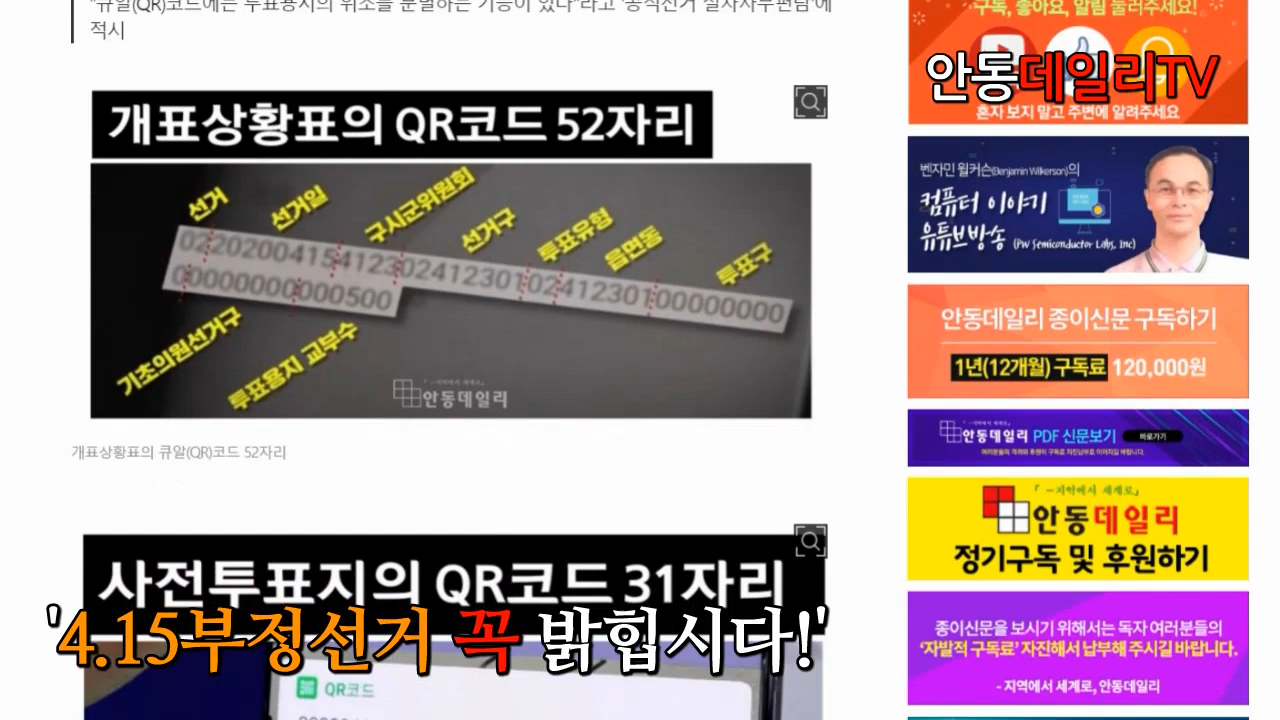 "큐알(QR)코드에는 투표용지의 위조를 분별하는 기능이 있다"라고 '공직선거 절차사무편람'에
적시
개표상황표의 QR코드 52자리
선거
선거일
구시군위원회
선거구
투표유형
읍면동
투표구
02202004154123024123010241230100000000
00000000000500
기초의원선거구
투표용지 교부수
「-지역에서 세계로」
안동데일리
개표상황표의 큐알(QR)코드 52자리
사전투표지의 QR코드 31자리
'4.15부정선거 꼭 밝힙시다!'
QR코드
구독, 좋아요, 알림 눌러주세요!
안동데일리TV
혼자 보지 말고 주변에 알려주세요
벤자민 윌커슨(Benjamin Wilkerson)의
컴퓨터 이야기
유튜브방송 (Pw Semiconductor Labs, Inc)
안동데일리 종이신문 구독하기
1년(12개월) 구독료 120,000원
안동데일리 PDF 신문보기 바로가기
「-지역에서 세계로」
안동데일리
정기구독 및 후원하기
종이신문을 보시기 위해서는 독자 여러분들의
'자발적 구독료' 자진해서 납부해 주시길 바랍니다.
- 지역에서 세계로, 안동데일리